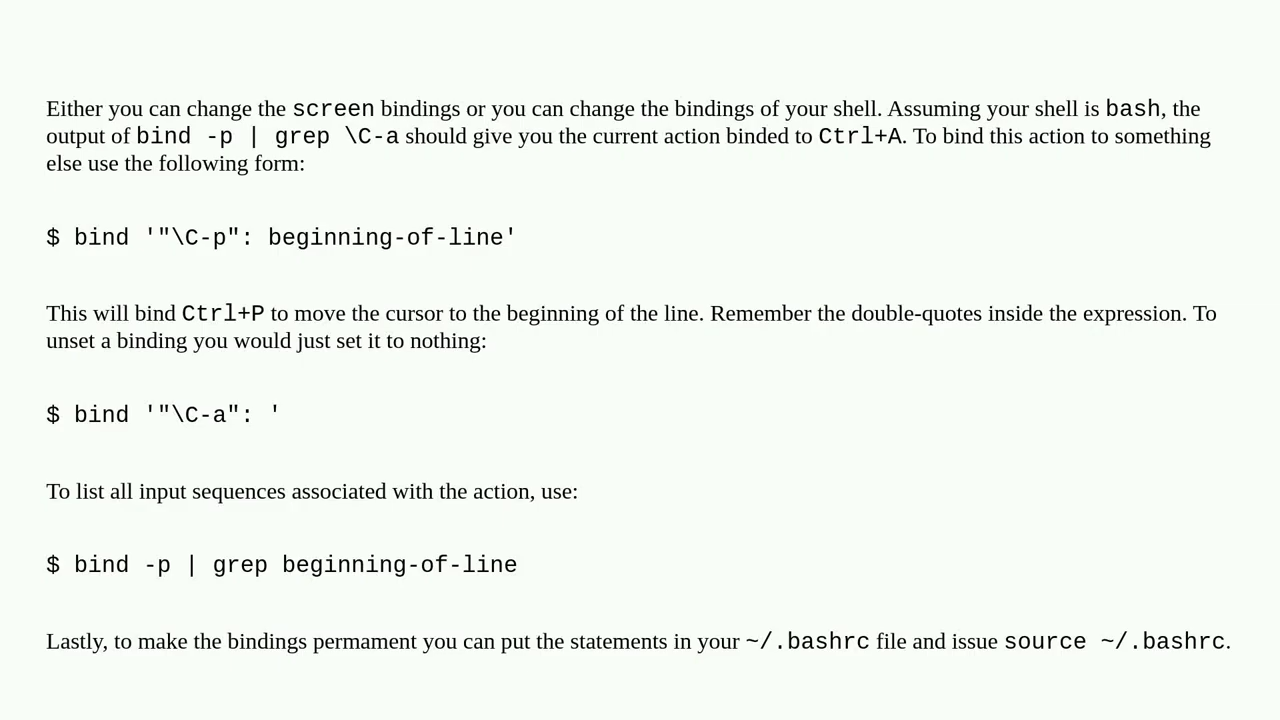 Either you can change the screen bindings or you can change the bindings of your shell. Assuming your shell is bash, the
output of bind -p | grep \C-a should give you the current action binded to Ctrl+A. To bind this action to something
else use the following form:
$ bind '"\C-p": beginning-of-line'
This will bind Ctrl+P to move the cursor to the beginning of the line. Remember the double-quotes inside the expression. To
unset a binding you would just set it to nothing:
$ bind '"\C-a": '
To list all input sequences associated with the action, use:
$ bind -p | grep beginning-of-line
Lastly, to make the bindings permament you can put the statements in your ~/.bashrc file and issue source ~/.bashrc.